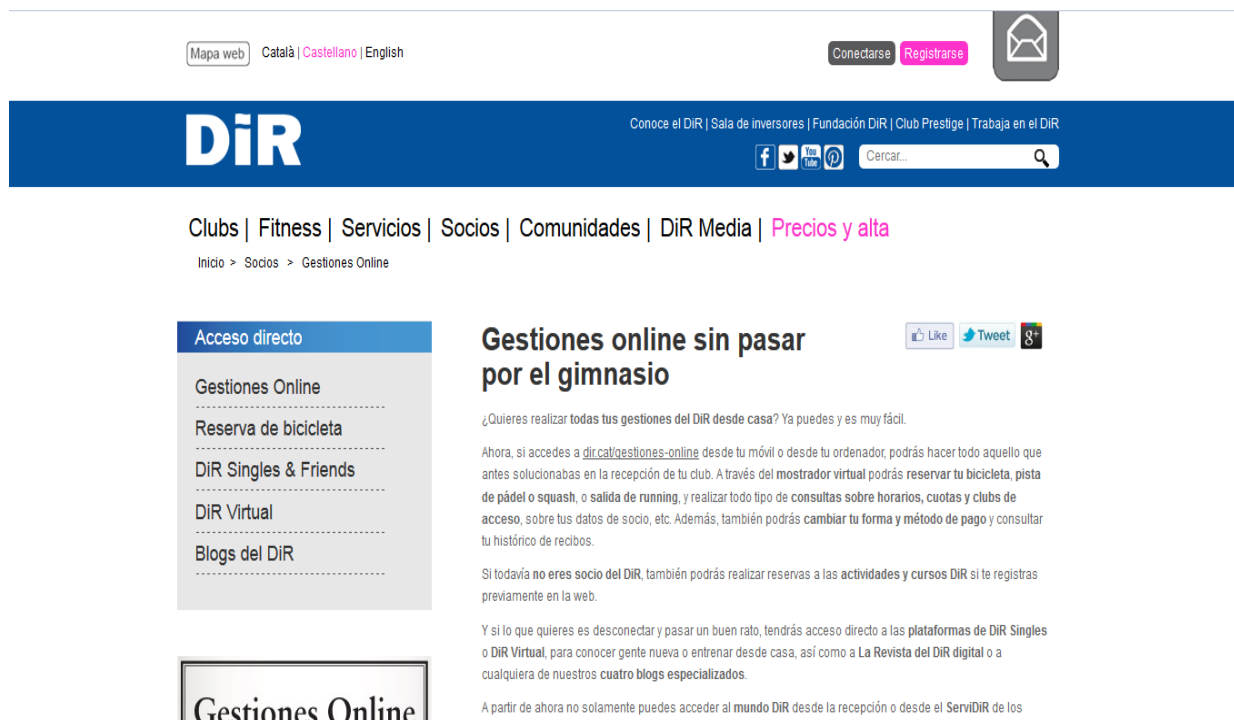 Mapa web Català | Castellano | English Conectarse Registrarse
DiR
Conoce el DiR | Sala de inversores | Fundación DiR | Club Prestige | Trabaja en el DiR
f You Tube Cercar...
Clubs | Fitness | Servicios | Socios | Comunidades | DiR Media | Precios y alta
Inicio > Socios > Gestiones Online
Acceso directo
Gestiones Online
Reserva de bicicleta
DiR Singles & Friends
DiR Virtual
Blogs del DiR
Gestiones Online
Gestiones online sin pasar
por el gimnasio
Like Tweet g+
¿Quieres realizar todas tus gestiones del DiR desde casa? Ya puedes y es muy fácil.
Ahora, si accedes a dir.cat/gestiones-online desde tu móvil o desde tu ordenador, podrás hacer todo aquello que
antes solucionabas en la recepción de tu club. A través del mostrador virtual podrás reservar tu bicicleta, pista
de pádel o squash, o salida de running, y realizar todo tipo de consultas sobre horarios, cuotas y clubs de
acceso, sobre tus datos de socio, etc. Además, también podrás cambiar tu forma y método de pago y consultar
tu histórico de recibos.
Si todavía no eres socio del DiR, también podrás realizar reservas a las actividades y cursos DiR si te registras
previamente en la web.
Y si lo que quieres es desconectar y pasar un buen rato, tendrás acceso directo a las plataformas de DiR Singles
o DiR Virtual, para conocer gente nueva o entrenar desde casa, así como a La Revista del DiR digital o a
cualquiera de nuestros cuatro blogs especializados.
A partir de ahora no solamente puedes acceder al mundo DiR desde la recepción o desde el ServiDiR de los